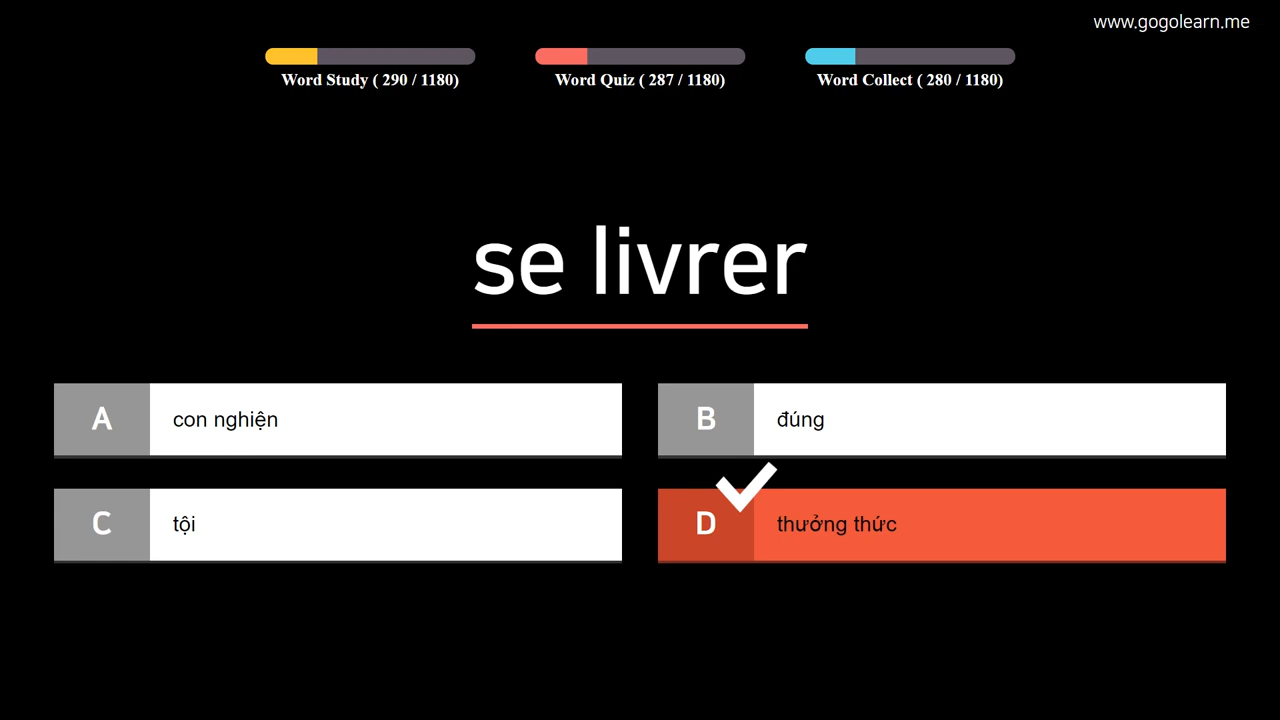 www.gogolearn.me
Word Study ( 290 / 1180)
Word Quiz ( 287 / 1180)
Word Collect ( 280 / 1180)
se livrer
A con nghiện
B đúng
C tội
D thưởng thức